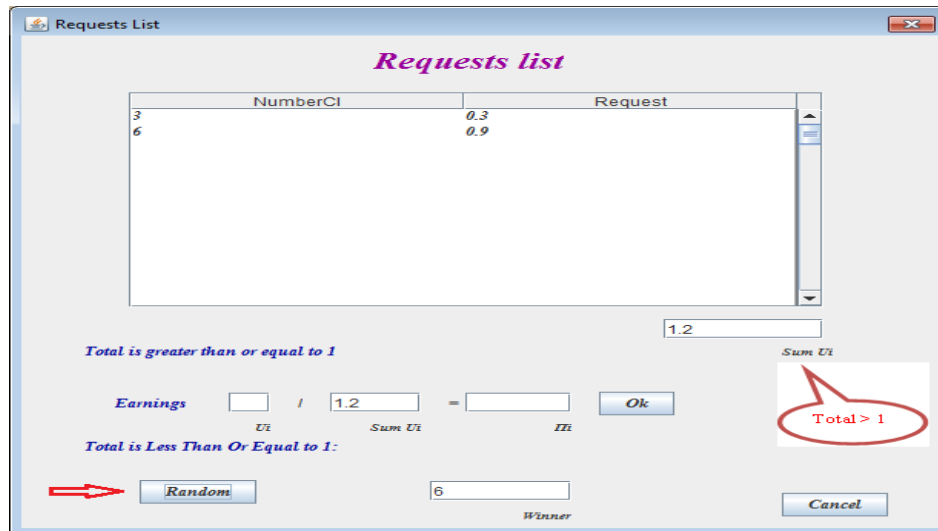 Requests List
Requests list
NumberCl Request
3 0.3
6 0.9
1.2
Total is greater than or equal to 1
Sum Ui
Total > 1
Earnings / 1.2 = Ok
Ui Sum Ui Πi
Total is Less Than Or Equal to 1:
Random 6
Winner
Cancel